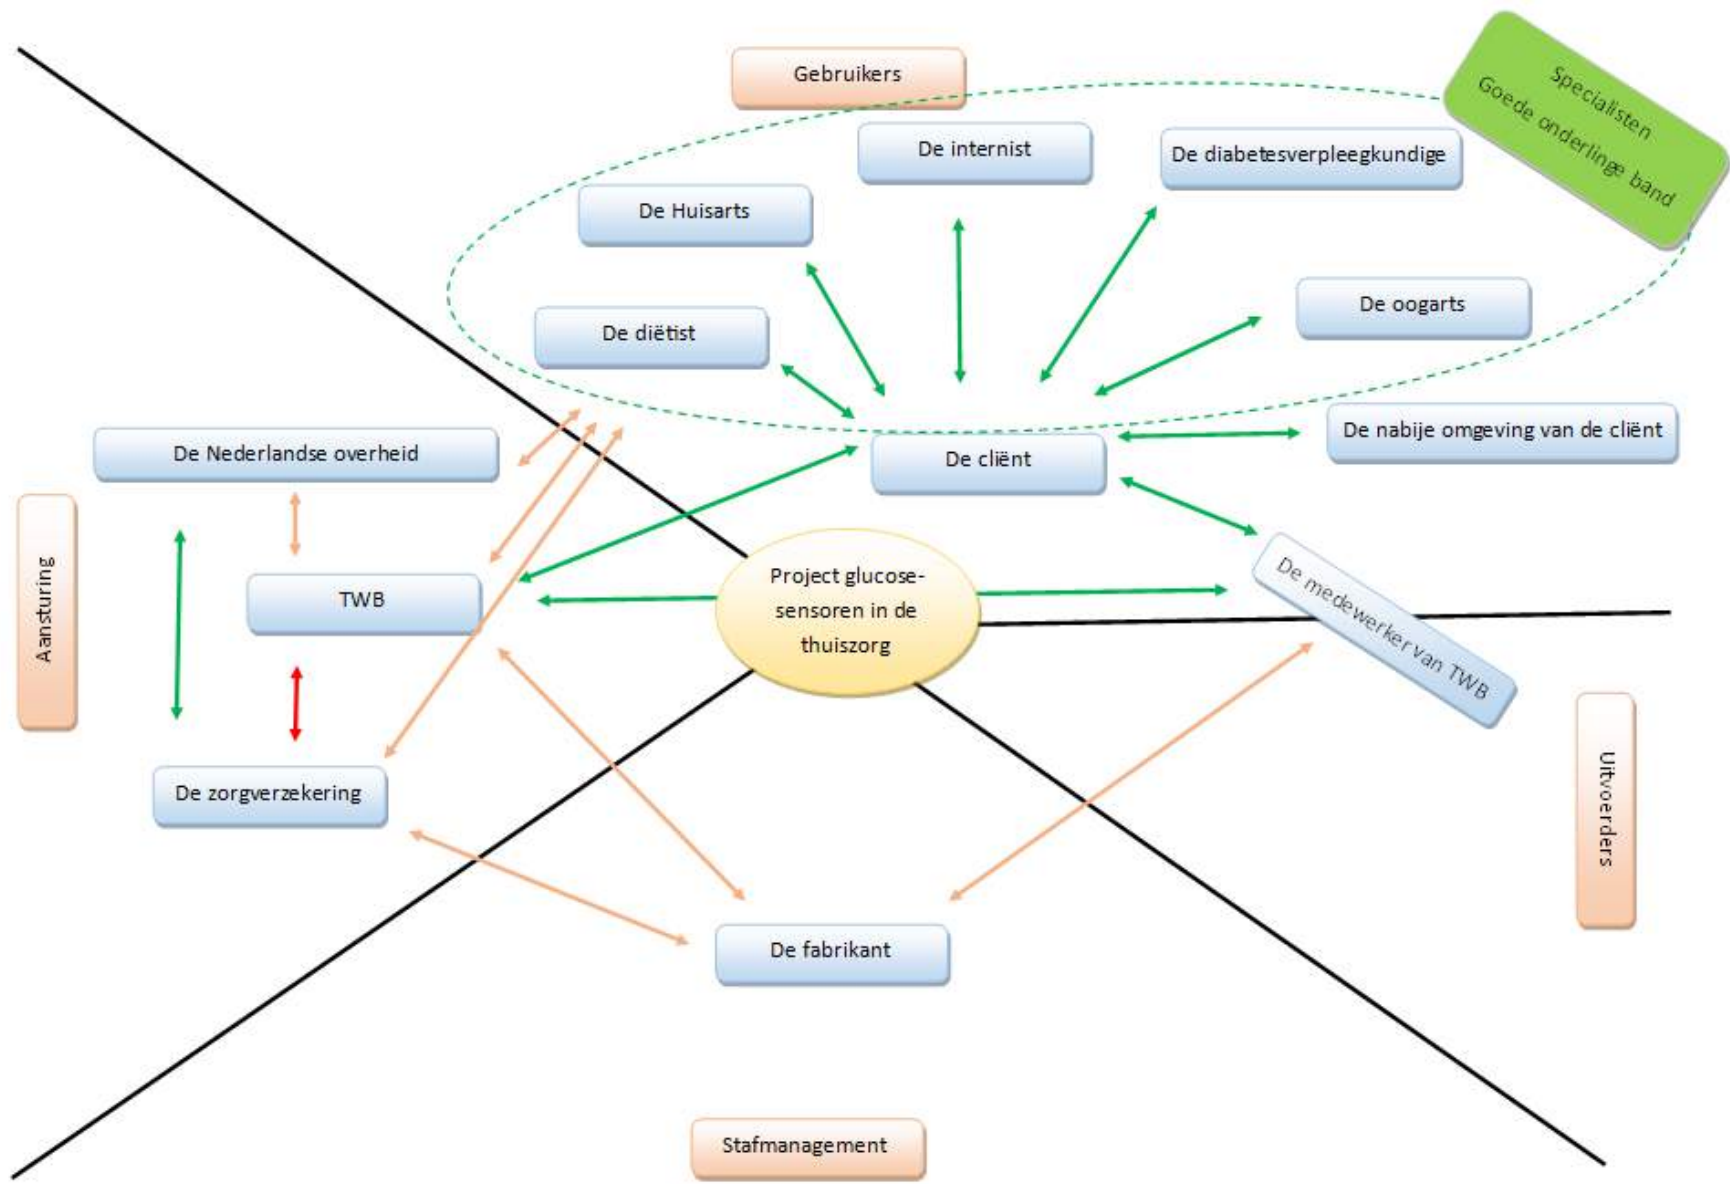 Gebruikers
Specialisten
Goede onderlinge band
De internist
De diabetesverpleegkundige
De Huisarts
De oogarts
De diëtist
De nabije omgeving van de cliënt
De Nederlandse overheid
De cliënt
Aansturing
TWB
Project glucose-
sensoren in de
thuiszorg
De medewerker van TWB
De zorgverzekering
Uitvoerders
De fabrikant
Stafmanagement